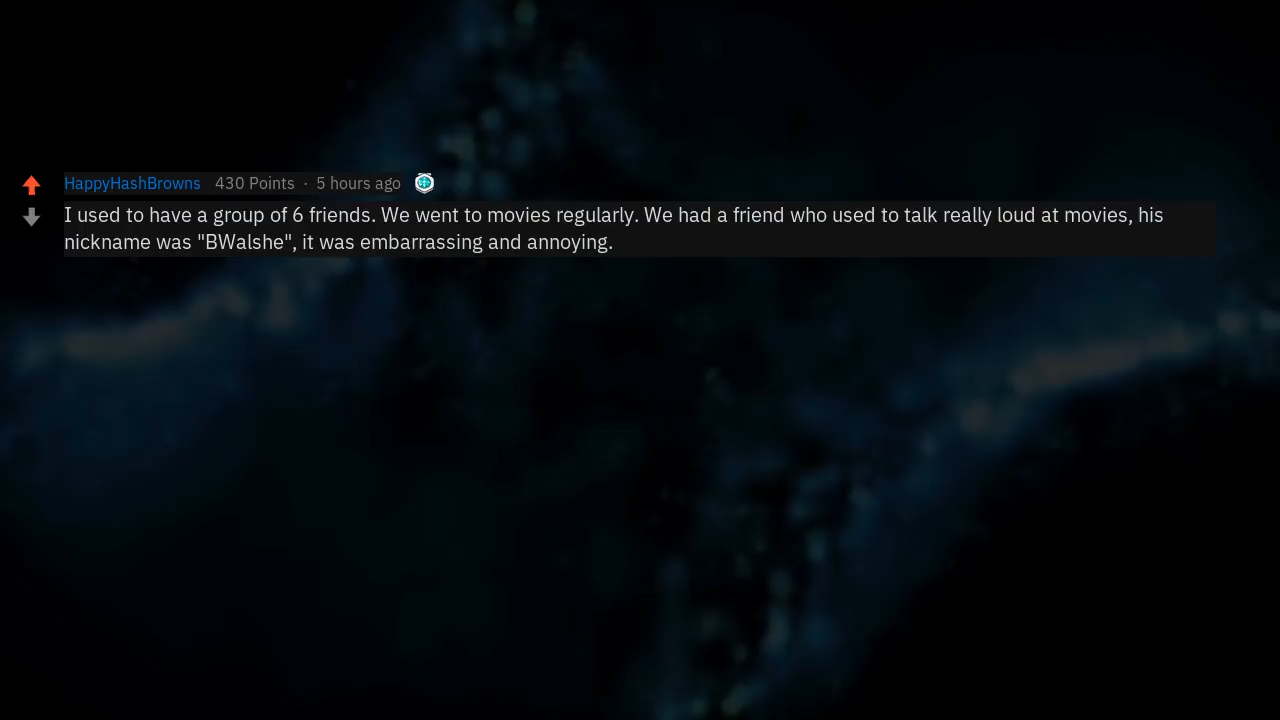 HappyHashBrowns 430 Points · 5 hours ago
I used to have a group of 6 friends. We went to movies regularly. We had a friend who used to talk really loud at movies, his
nickname was "BWalshe", it was embarrassing and annoying.